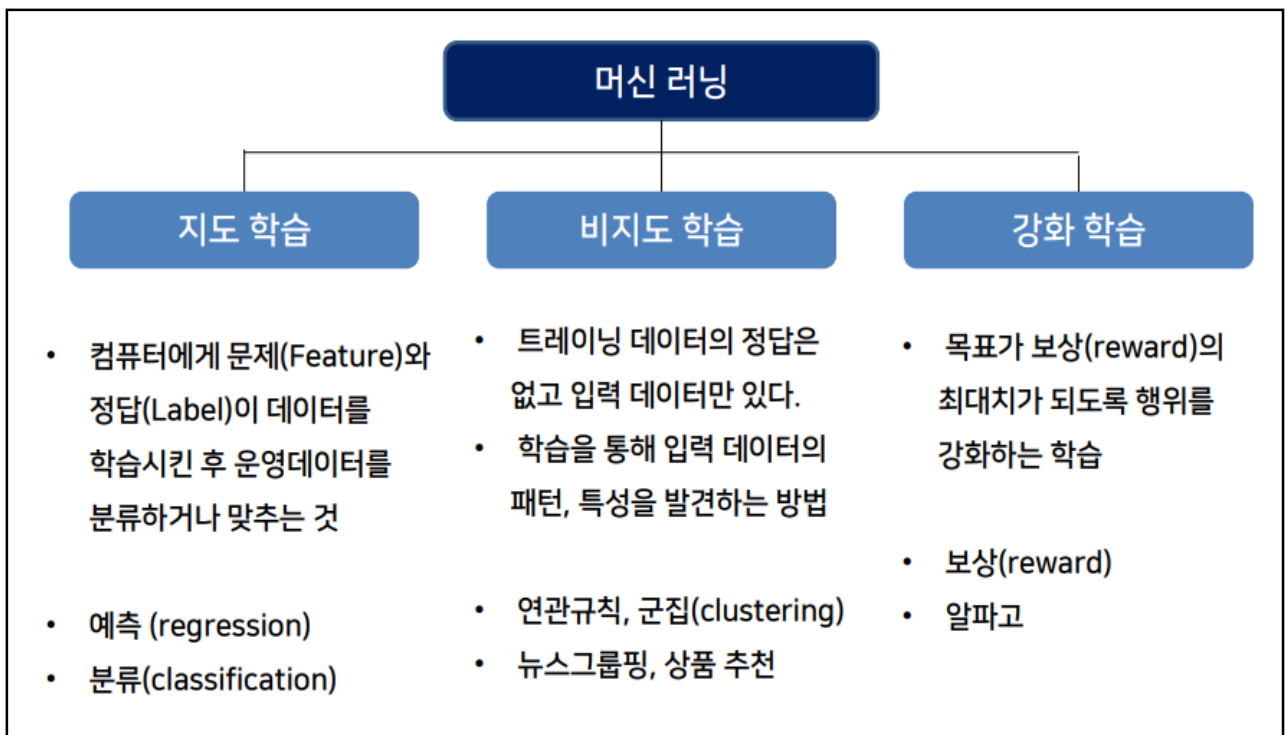 머신 러닝
지도 학습
• 컴퓨터에게 문제(Feature)와
정답(Label)이 데이터를
학습시킨 후 운영데이터를
분류하거나 맞추는 것
• 예측 (regression)
• 분류(classification)
비지도 학습
• 트레이닝 데이터의 정답은
없고 입력 데이터만 있다.
• 학습을 통해 입력 데이터의
패턴, 특성을 발견하는 방법
• 연관규칙, 군집(clustering)
• 뉴스그룹핑, 상품 추천
강화 학습
• 목표가 보상(reward)의
최대치가 되도록 행위를
강화하는 학습
• 보상(reward)
• 알파고